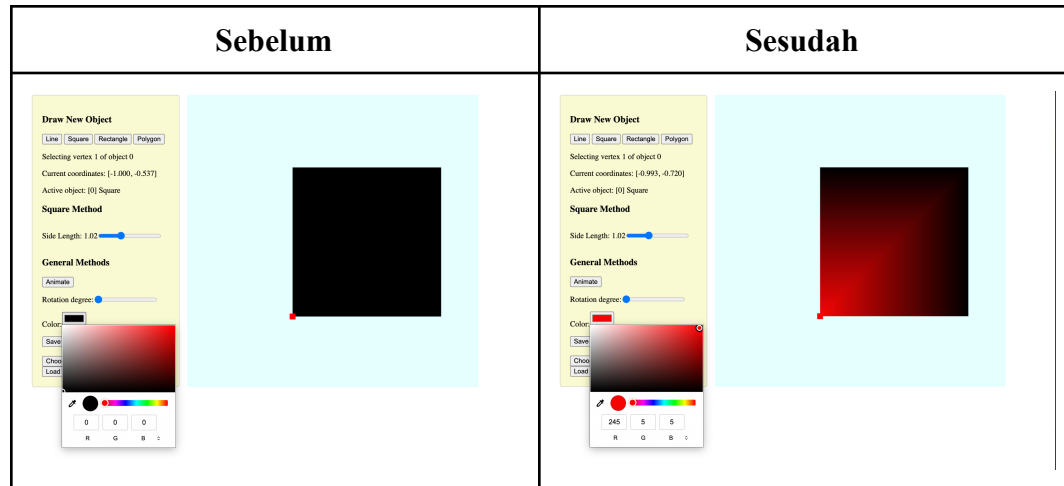 Sebelum
Sesudah
Draw New Object
Line Square Rectangle Polygon
Selecting vertex 1 of object 0
Current coordinates: [-1.000, -0.537]
Active object: [0] Square
Square Method
Side Length: 1.02
General Methods
Animate
Rotation degree:
Color:
Save
Choo
Load
0 0 0
R G B
Draw New Object
Line Square Rectangle Polygon
Selecting vertex 1 of object 0
Current coordinates: [-0.993, -0.720]
Active object: [0] Square
Square Method
Side Length: 1.02
General Methods
Animate
Rotation degree:
Color:
Save
Choo
Load
245 5 5
R G B